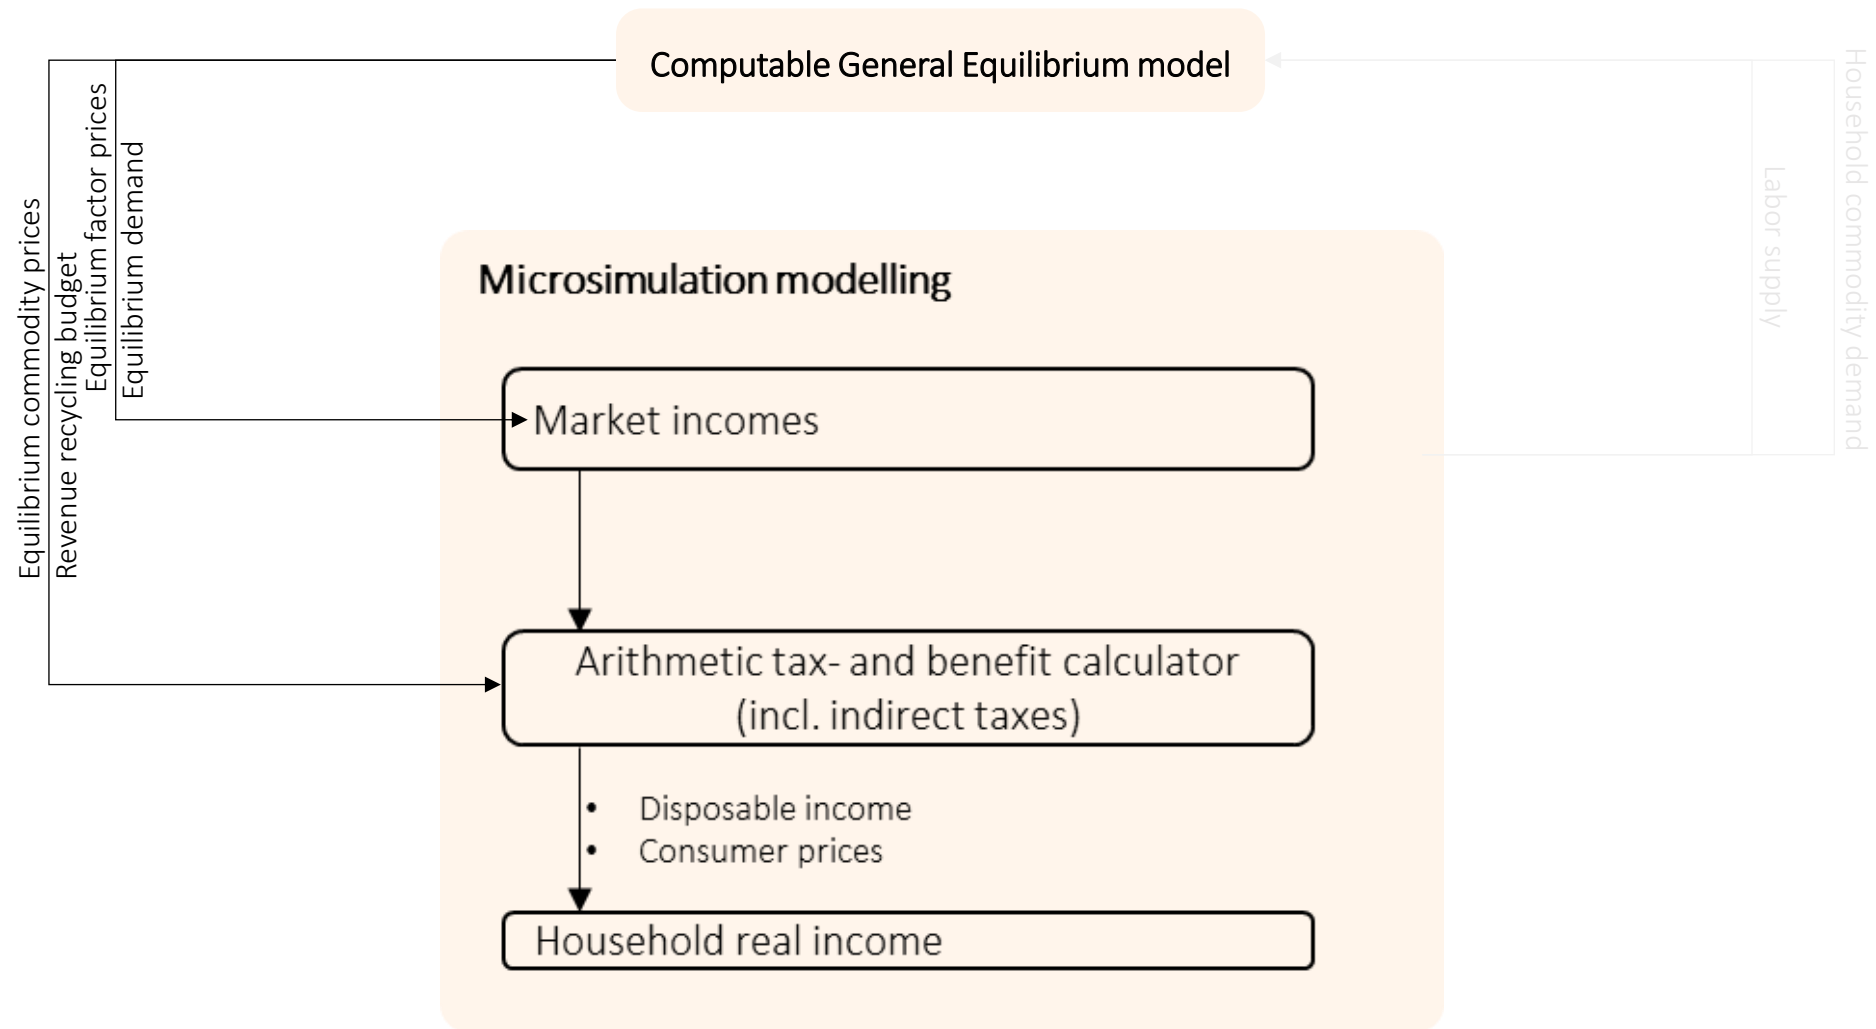 Computable General Equilibrium model
Equilibrium commodity prices
Revenue recycling budget
Equilibrium factor prices
Equilibrium demand
Microsimulation modelling
Market incomes
Arithmetic tax- and benefit calculator
(incl. indirect taxes)
• Disposable income
• Consumer prices
Household real income
Labor supply
Household commodity demand